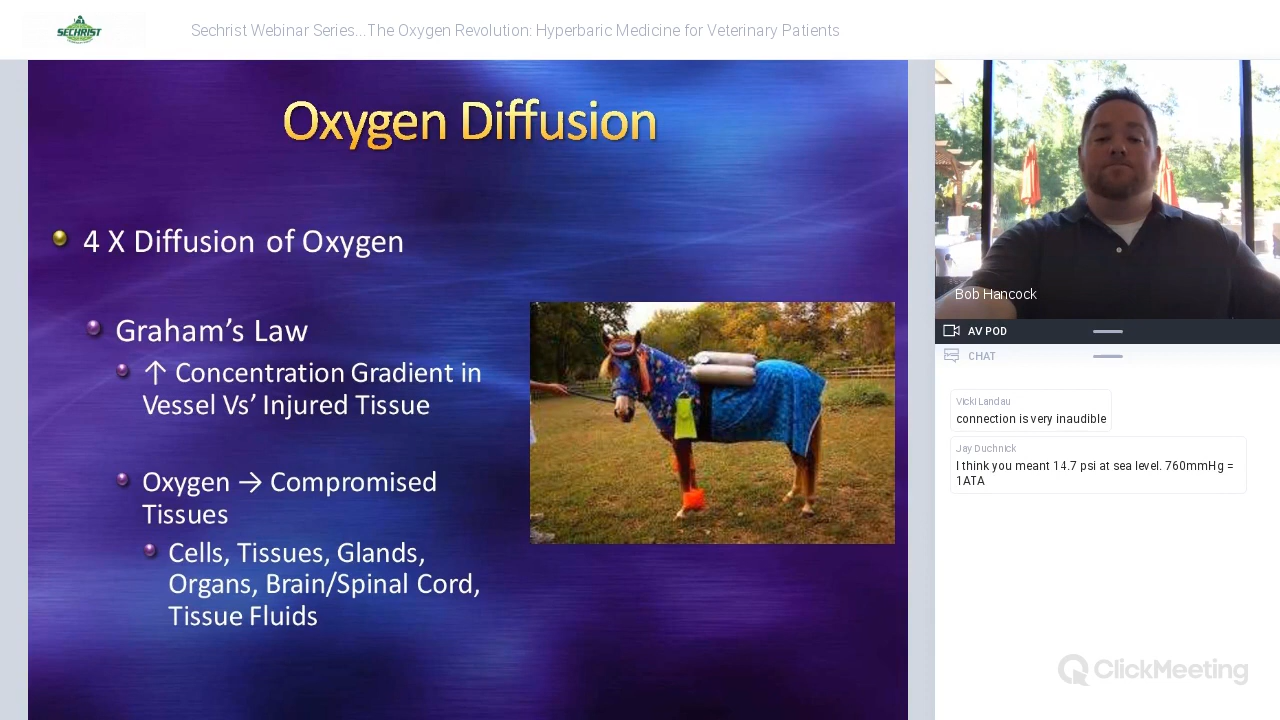 SECHRIST
Sechrist Webinar Series...The Oxygen Revolution: Hyperbaric Medicine for Veterinary Patients
Oxygen Diffusion
4 X Diffusion of Oxygen
Graham’s Law
↑ Concentration Gradient in
Vessel Vs’ Injured Tissue
Oxygen → Compromised
Tissues
Cells, Tissues, Glands,
Organs, Brain/Spinal Cord,
Tissue Fluids
Bob Hancock
AV POD
CHAT
Vicki Landau
connection is very inaudible
Jay Duchnick
I think you meant 14.7 psi at sea level. 760mmHg =
1ATA
ClickMeeting